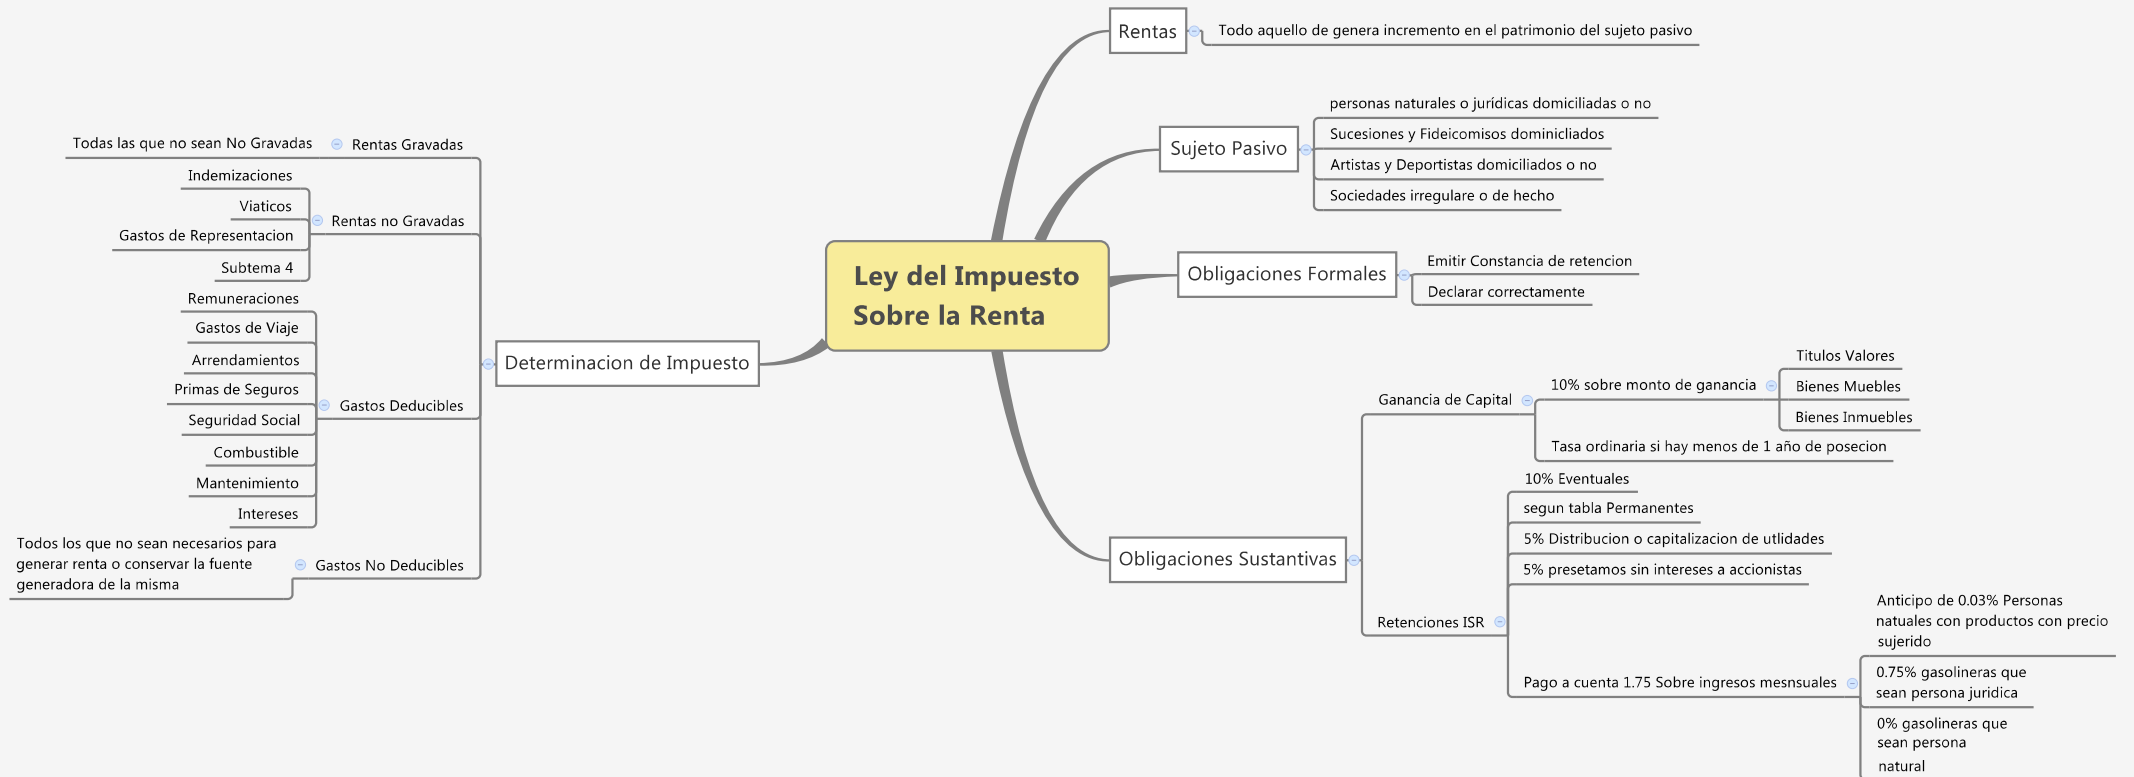 Ley del Impuesto
Sobre la Renta
Rentas
Todo aquello de genera incremento en el patrimonio del sujeto pasivo
Sujeto Pasivo
personas naturales o jurídicas domiciliadas o no
Sucesiones y Fideicomisos dominicliados
Artistas y Deportistas domiciliados o no
Sociedades irregulare o de hecho
Obligaciones Formales
Emitir Constancia de retencion
Declarar correctamente
Obligaciones Sustantivas
Ganancia de Capital
10% sobre monto de ganancia
Titulos Valores
Bienes Muebles
Bienes Inmuebles
Tasa ordinaria si hay menos de 1 año de posecion
Retenciones ISR
10% Eventuales
segun tabla Permanentes
5% Distribucion o capitalizacion de utlidades
5% presetamos sin intereses a accionistas
Pago a cuenta 1.75 Sobre ingresos mesnsuales
Anticipo de 0.03% Personas
natuales con productos con precio
sujerido
0.75% gasolineras que
sean persona juridica
0% gasolineras que
sean persona
natural
Determinacion de Impuesto
Rentas Gravadas
Todas las que no sean No Gravadas
Rentas no Gravadas
Indemizaciones
Viaticos
Gastos de Representacion
Subtema 4
Gastos Deducibles
Remuneraciones
Gastos de Viaje
Arrendamientos
Primas de Seguros
Seguridad Social
Combustible
Mantenimiento
Intereses
Gastos No Deducibles
Todos los que no sean necesarios para
generar renta o conservar la fuente
generadora de la misma